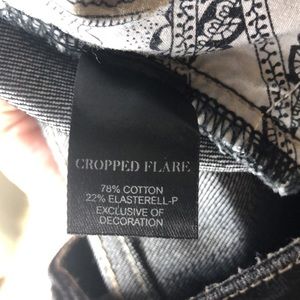 CROPPED FLARE
78% COTTON
22% ELASTERELL-P
EXCLUSIVE OF
DECORATION